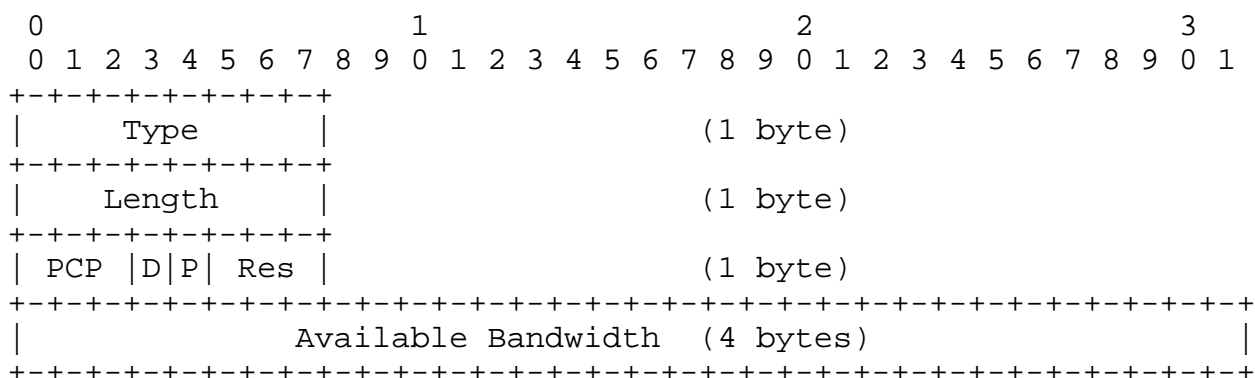 0                   1                   2                   3
 0 1 2 3 4 5 6 7 8 9 0 1 2 3 4 5 6 7 8 9 0 1 2 3 4 5 6 7 8 9 0 1
+-+-+-+-+-+-+-+-+
|     Type      |                   (1 byte)
+-+-+-+-+-+-+-+-+
|    Length     |                   (1 byte)
+-+-+-+-+-+-+-+-+
| PCP |D|P| Res |                   (1 byte)
+-+-+-+-+-+-+-+-+-+-+-+-+-+-+-+-+-+-+-+-+-+-+-+-+-+-+-+-+-+-+-+-+
|              Available Bandwidth  (4 bytes)                   |
+-+-+-+-+-+-+-+-+-+-+-+-+-+-+-+-+-+-+-+-+-+-+-+-+-+-+-+-+-+-+-+-+